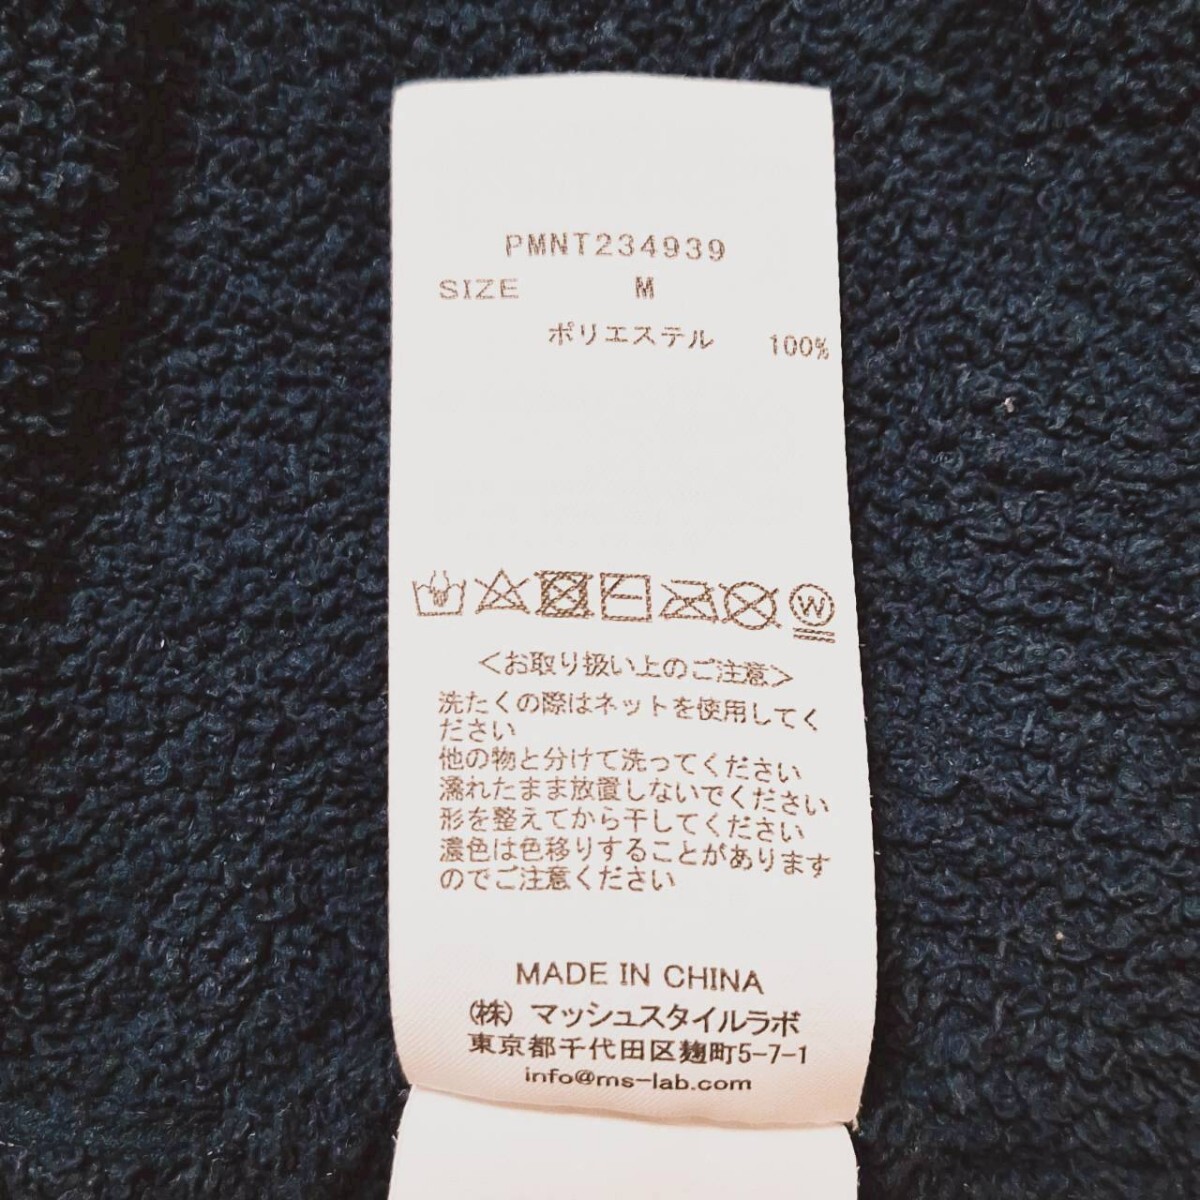 PMNT234939
SIZE M
ポリエステル 100%
W
<お取り扱い上のご注意>
洗たくの際はネットを使用してく
ださい
他の物と分けて洗ってください
濡れたまま放置しないでください
形を整えてから干してください
濃色は色移りすることがあります
のでご注意ください
MADE IN CHINA
(株) マッシュスタイルラボ
東京都千代田区麹町5-7-1
info@ms-lab.com